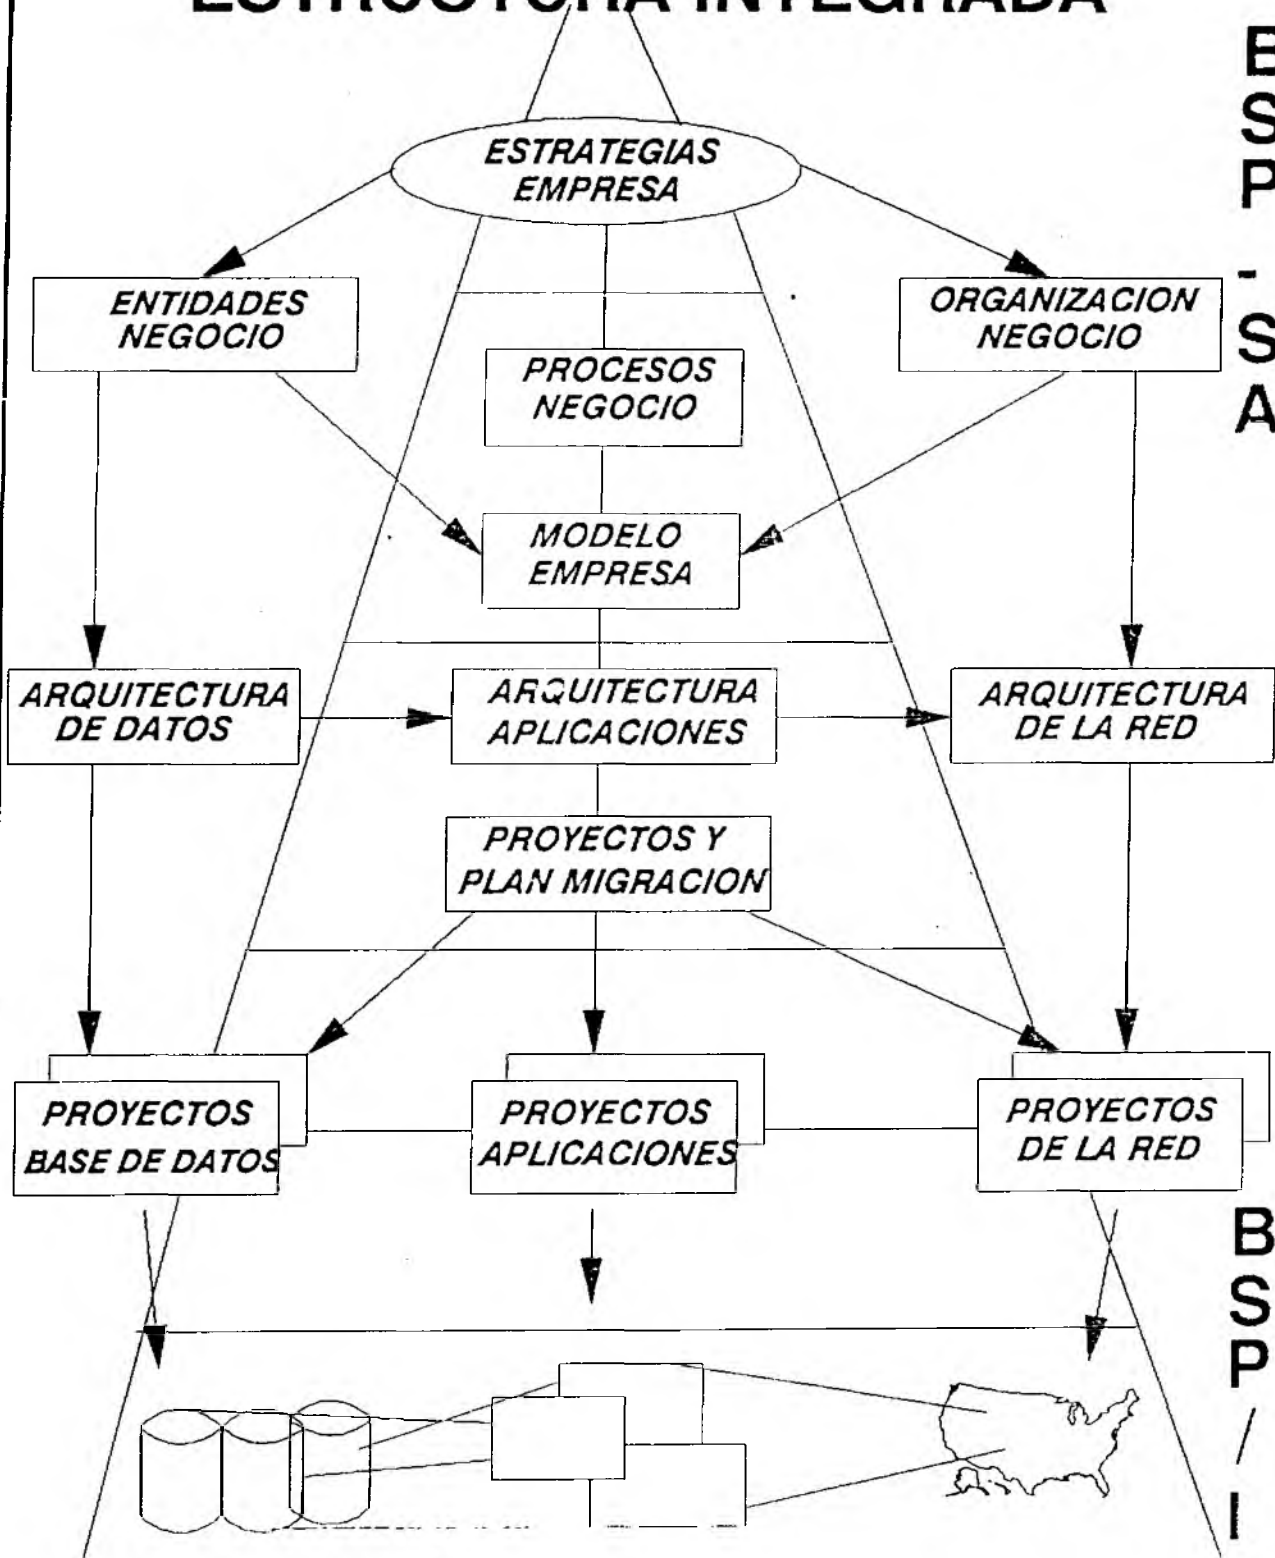 ESTRUCTURA INTEGRADA
ESTRATEGIAS
EMPRESA
ENTIDADES
NEGOCIO
ORGANIZACION
NEGOCIO
PROCESOS
NEGOCIO
MODELO
EMPRESA
ARQUITECTURA
DE DATOS
ARQUITECTURA
APLICACIONES
ARQUITECTURA
DE LA RED
PROYECTOS Y
PLAN MIGRACION
PROYECTOS
BASE DE DATOS
PROYECTOS
APLICACIONES
PROYECTOS
DE LA RED
S
P
-
S
A
B
S
P
/
I